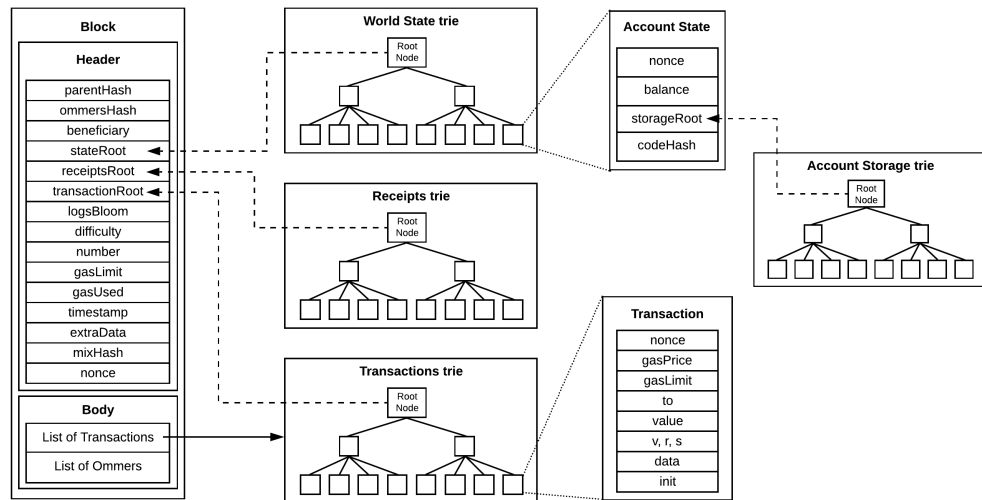 Block
Header
parentHash
ommersHash
beneficiary
stateRoot
receiptsRoot
transactionRoot
logsBloom
difficulty
number
gasLimit
gasUsed
timestamp
extraData
mixHash
nonce
Body
List of Transactions
List of Ommers
World State trie
Root
Node
Receipts trie
Root
Node
Transactions trie
Root
Node
Account State
nonce
balance
storageRoot
codeHash
Account Storage trie
Root
Node
Transaction
nonce
gasPrice
gasLimit
to
value
v, r, s
data
init